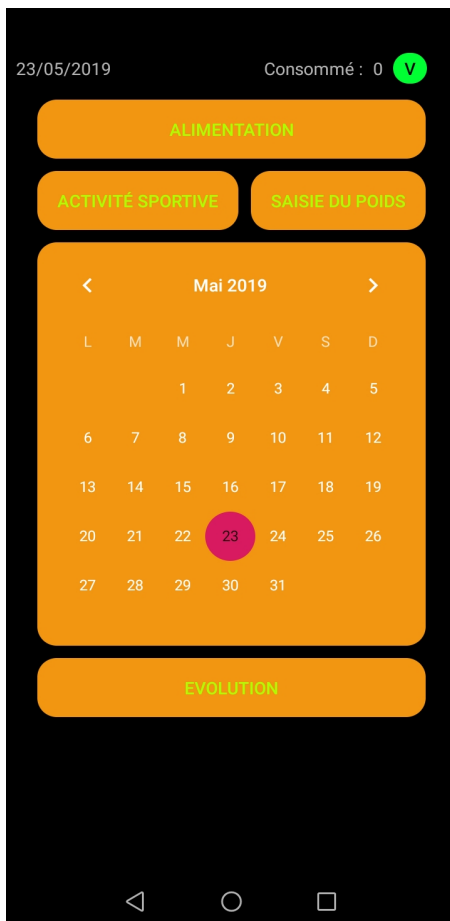 23/05/2019 Consommé : 0 V
ALIMENTATION
ACTIVITÉ SPORTIVE SAISIE DU POIDS
Mai 2019
L M M J V S D
1 2 3 4 5
6 7 8 9 10 11 12
13 14 15 16 17 18 19
20 21 22 23 24 25 26
27 28 29 30 31
EVOLUTION